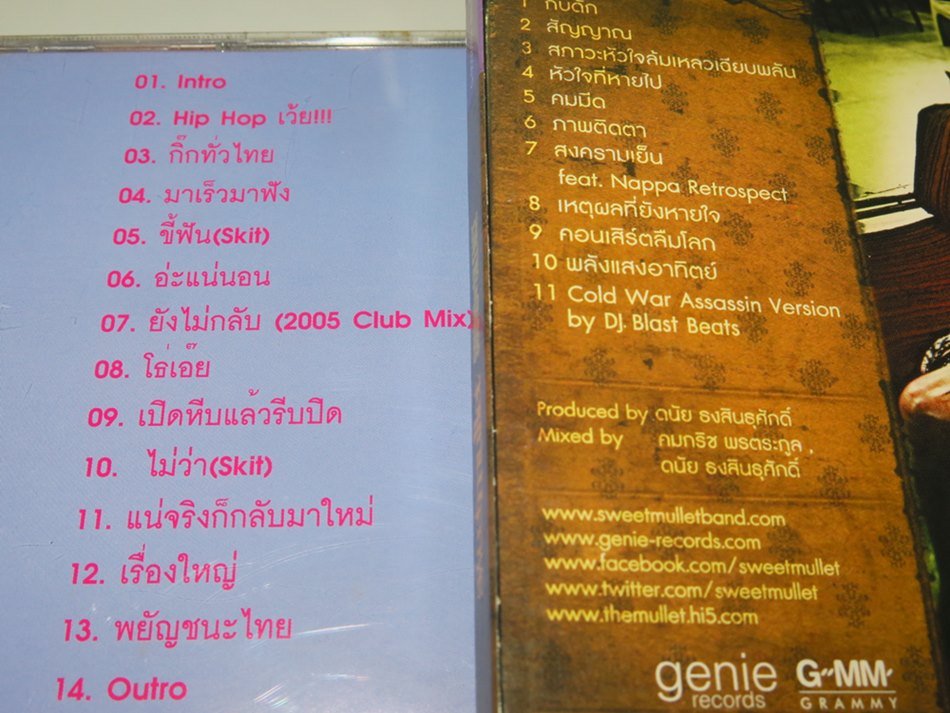 01. Intro
02. Hip Hop เว้ย!!!
03. กิ๊กทั่วไทย
04. มาเร็วมาฟัง
05. ขี้ฟัน(Skit)
06. อ่ะแน่นอน
07. ยังไม่กลับ (2005 Club Mix)
08. โธ่เอ๊ย
09. เปิดหีบแล้วรีบปิด
10. ไม่ว่า(Skit)
11. แน่จริงก็กลับมาใหม่
12. เรื่องใหญ่
13. พยัญชนะไทย
14. Outro
1 กับดัก
2 สัญญาณ
3 สภาวะหัวใจล้มเหลวเฉียบพลัน
4 หัวใจที่หายไป
5 คมมีด
6 ภาพติดตา
7 สงครามเย็น
feat. Nappa Retrospect
8 เหตุผลที่ยังหายใจ
9 คอนเสิร์ตลืมโลก
10 พลังแสงอาทิตย์
11 Cold War Assassin Version
by DJ. Blast Beats
Produced by ดนัย ธงสินธุศักดิ์
Mixed by คมกริช พรตระกูล ,
ดนัย ธงสินธุศักดิ์
www.sweetmulletband.com
www.genie-records.com
www.facebook.com/sweetmullet
www.twitter.com/sweetmullet
www.themullet.hi5.com
genie records
G"MM' GRAMMY